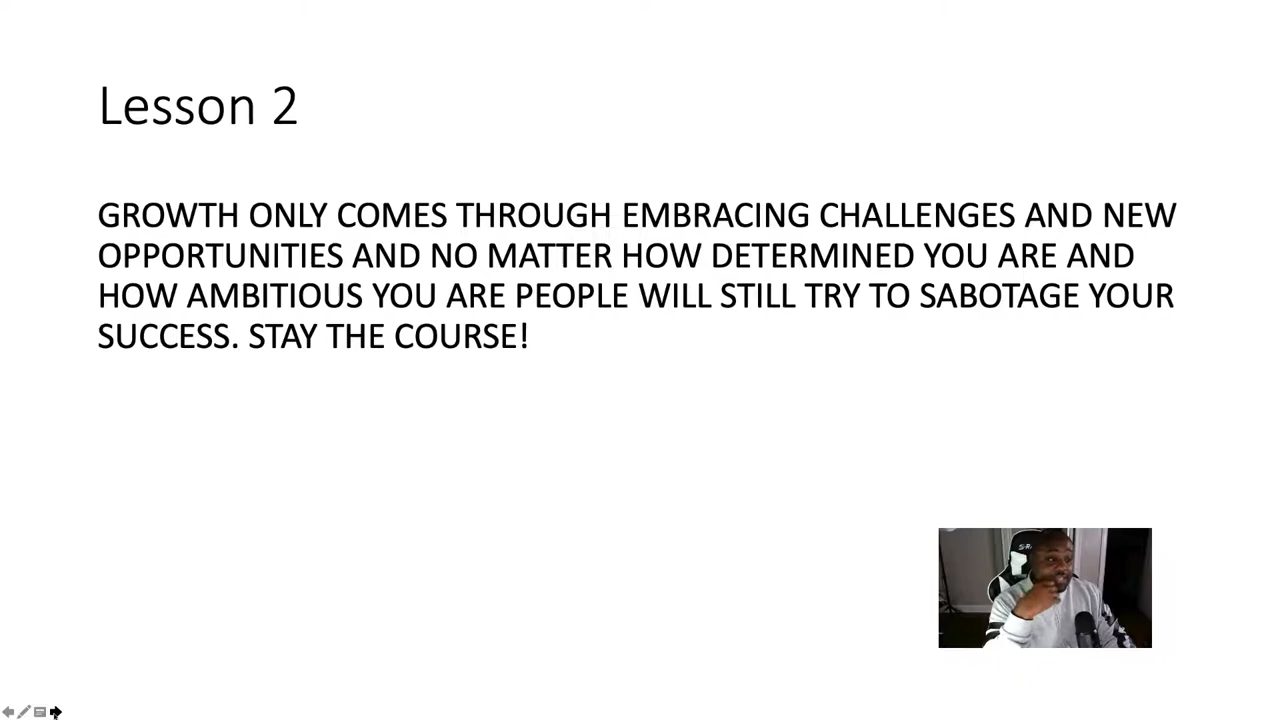 Lesson 2
GROWTH ONLY COMES THROUGH EMBRACING CHALLENGES AND NEW
OPPORTUNITIES AND NO MATTER HOW DETERMINED YOU ARE AND
HOW AMBITIOUS YOU ARE PEOPLE WILL STILL TRY TO SABOTAGE YOUR
SUCCESS. STAY THE COURSE!